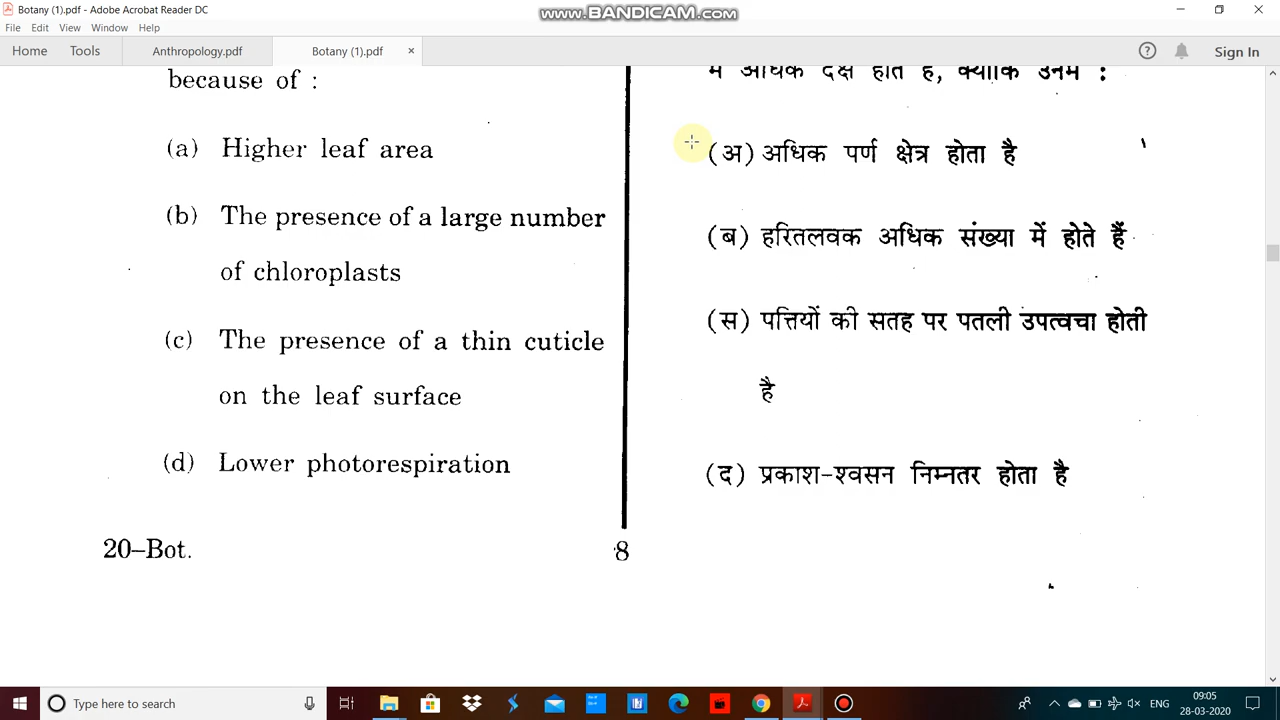 Botany (1).pdf - Adobe Acrobat Reader DC
www.BANDICAM.com
File Edit View Window Help
Home Tools Anthropology.pdf Botany (1).pdf × Sign In
because of :
(a) Higher leaf area
(b) The presence of a large number
of chloroplasts
(c) The presence of a thin cuticle
on the leaf surface
(d) Lower photorespiration
20–Bot.
8
में अधिक दक्ष होते हैं, क्योंकि उनमें :
(अ) अधिक पर्ण क्षेत्र होता है
(ब) हरितलवक अधिक संख्या में होते हैं
(स) पत्तियों की सतह पर पतली उपत्वचा होती
है
(द) प्रकाश-श्वसन निम्नतर होता है
Type here to search
ENG
09:05
28-03-2020